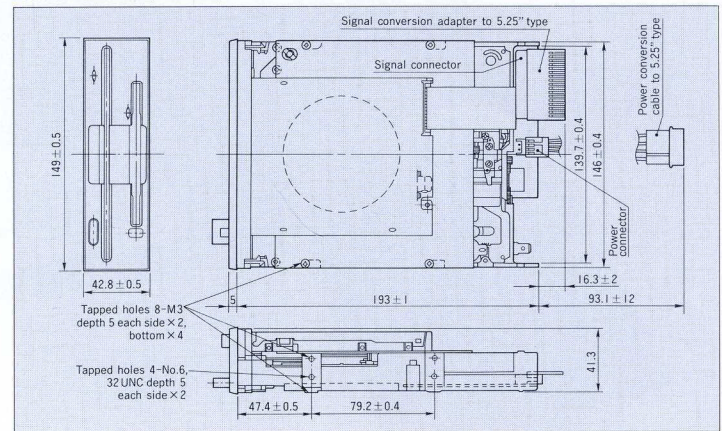 Signal conversion adapter to 5.25" type
Signal connector
Power conversion
cable to 5.25" type
149±0.5
139.7±0.4
146±0.4
Power
connector
42.8±0.5
5
193±1
16.3±2
93.1±12
Tapped holes 8-M3
depth 5 each side×2,
bottom×4
Tapped holes 4-No.6,
32UNC depth 5
each side×2
41.3
47.4±0.5
79.2±0.4